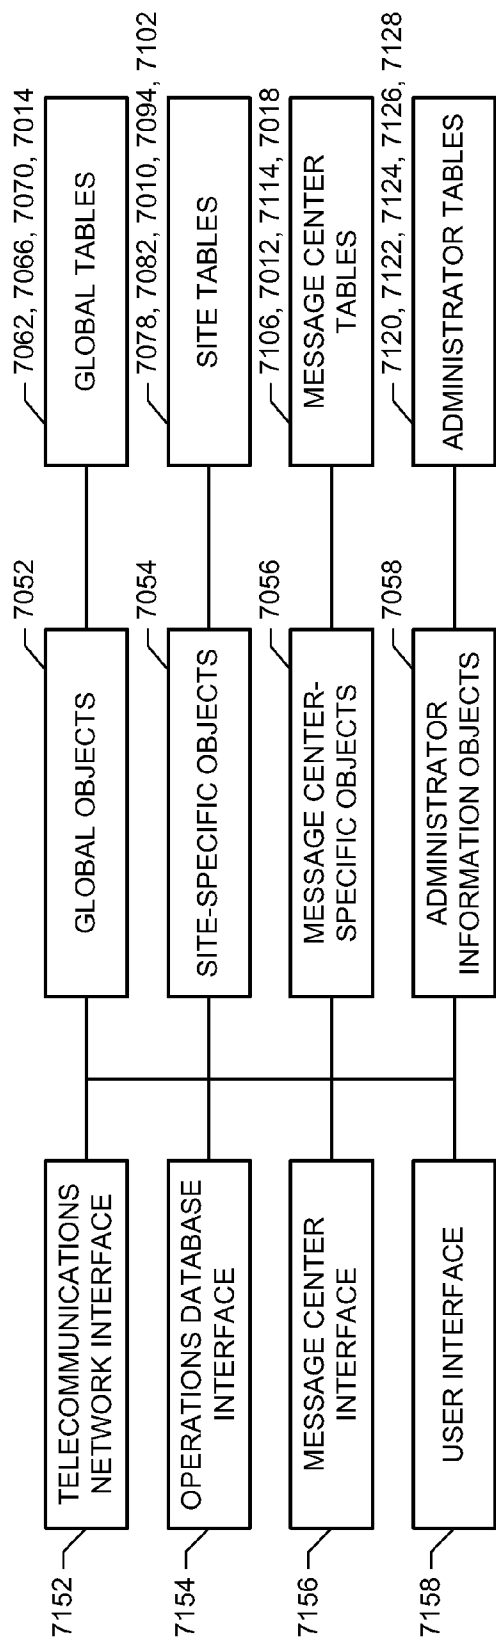 7062, 7066, 7070, 7014
7052
7152
TELECOMMUNICATIONS
NETWORK INTERFACE
GLOBAL OBJECTS
GLOBAL TABLES
7078, 7082, 7010, 7094, 7102
7054
7154
OPERATIONS DATABASE
INTERFACE
SITE-SPECIFIC OBJECTS
SITE TABLES
7106, 7012, 7114, 7018
7056
7156
MESSAGE CENTER
INTERFACE
MESSAGE CENTER-
SPECIFIC OBJECTS
MESSAGE CENTER
TABLES
7120, 7122, 7124, 7126, 7128
7058
7158
USER INTERFACE
ADMINISTRATOR
INFORMATION OBJECTS
ADMINISTRATOR TABLES